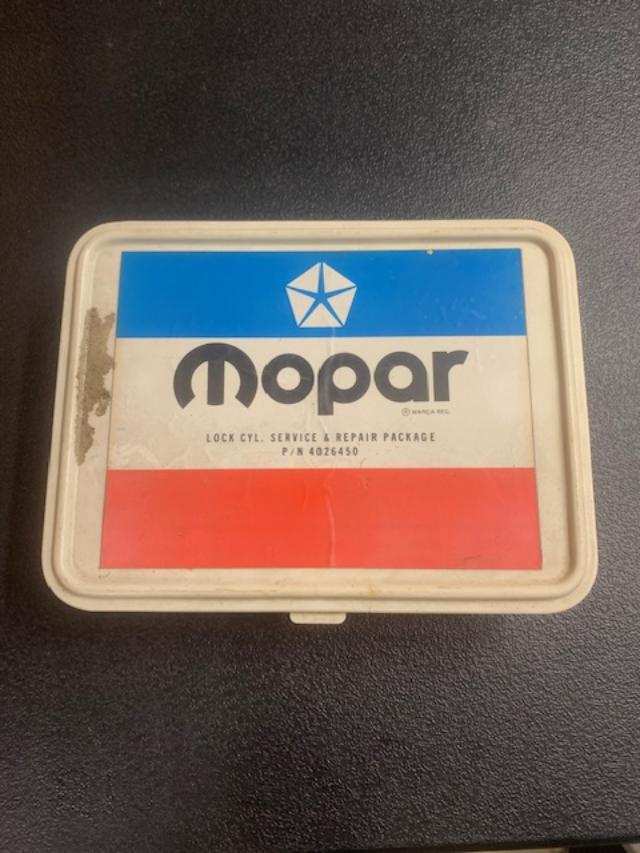 Mopar
® MARCA REG.
LOCK CYL. SERVICE & REPAIR PACKAGE
P/N 4026450